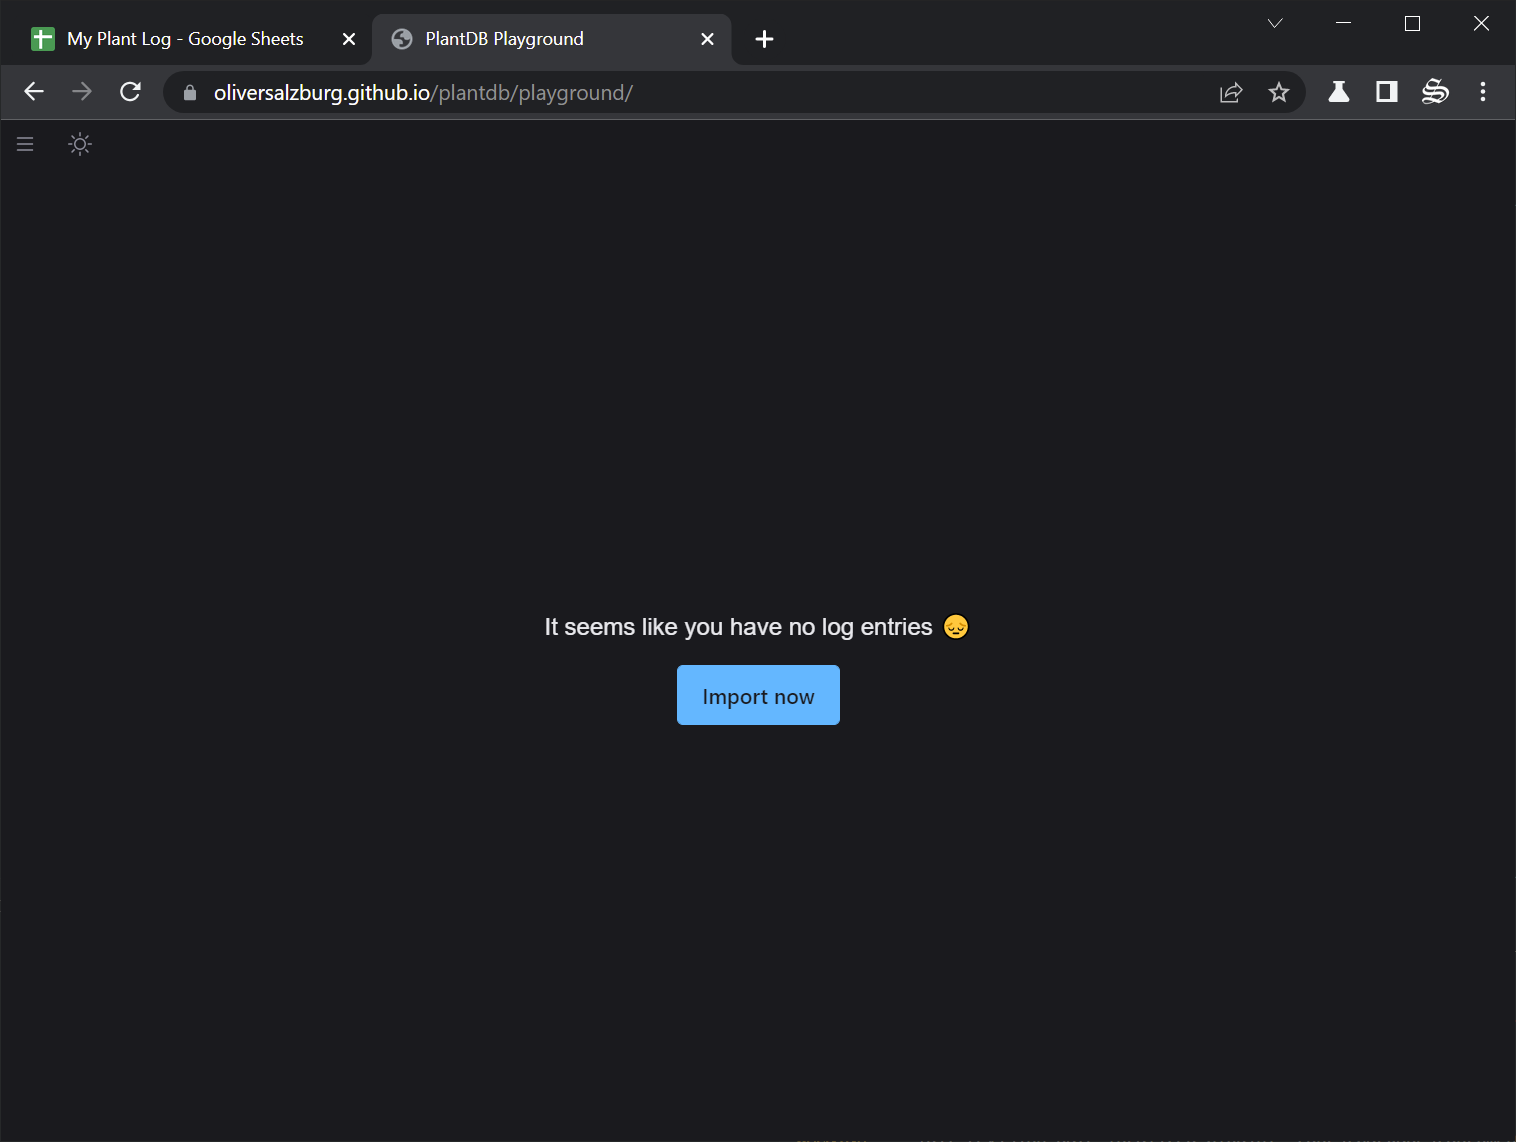 My Plant Log - Google Sheets
PlantDB Playground
oliversalzburg.github.io/plantdb/playground/
It seems like you have no log entries 😔
Import now